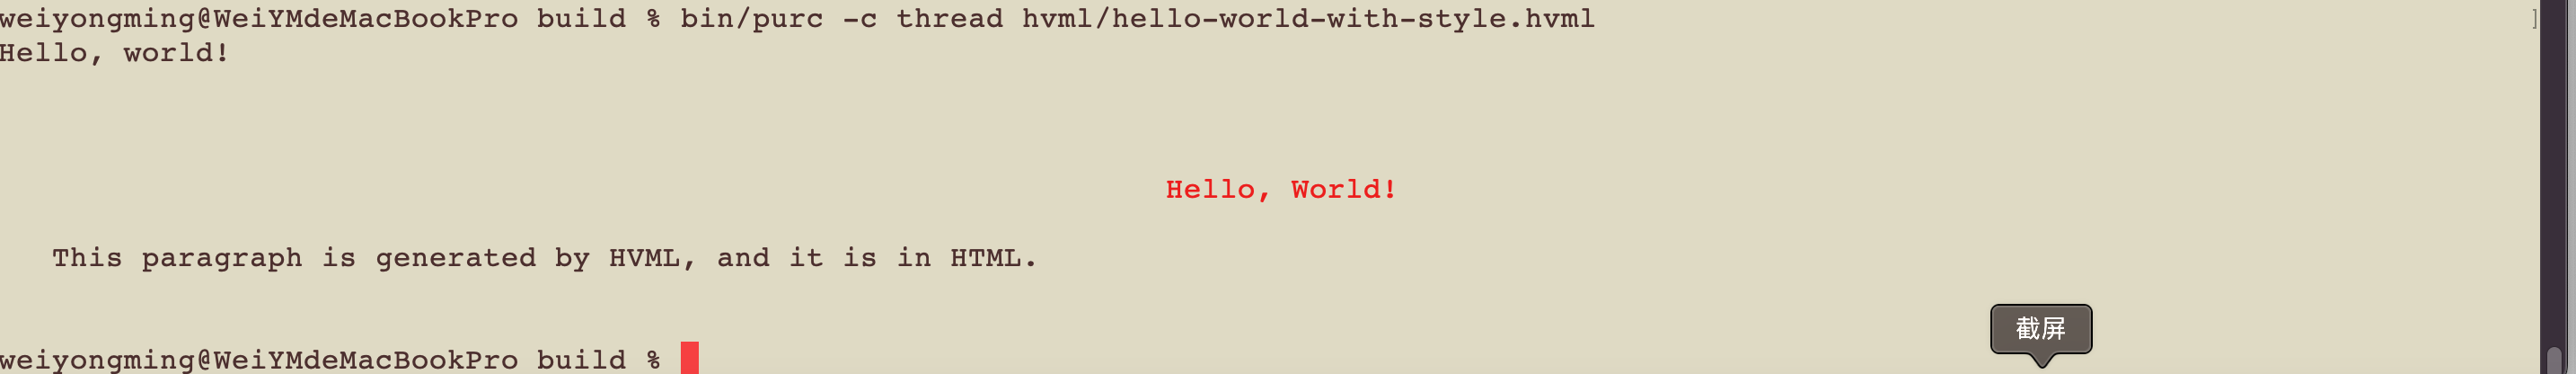 weiyongming@WeiYMdeMacBookPro build % bin/purc -c thread hvml/hello-world-with-style.hvml ]
Hello, world!
Hello, World!
This paragraph is generated by HVML, and it is in HTML.
截屏
weiyongming@WeiYMdeMacBookPro build %